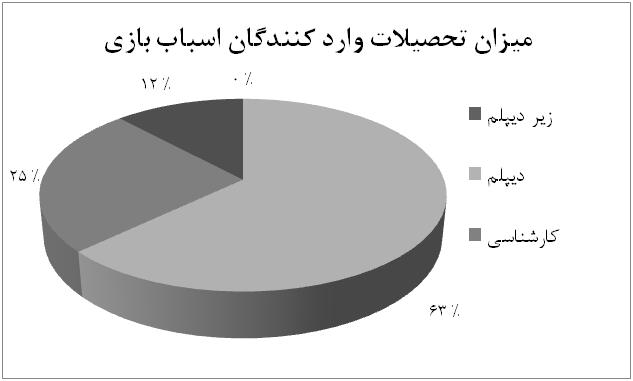 میزان تحصیلات وارد کنندگان اسباب بازی
۰ %
۱۲ %
۲۵ %
۶۳ %
زیر دیپلم
دیپلم
کارشناسی